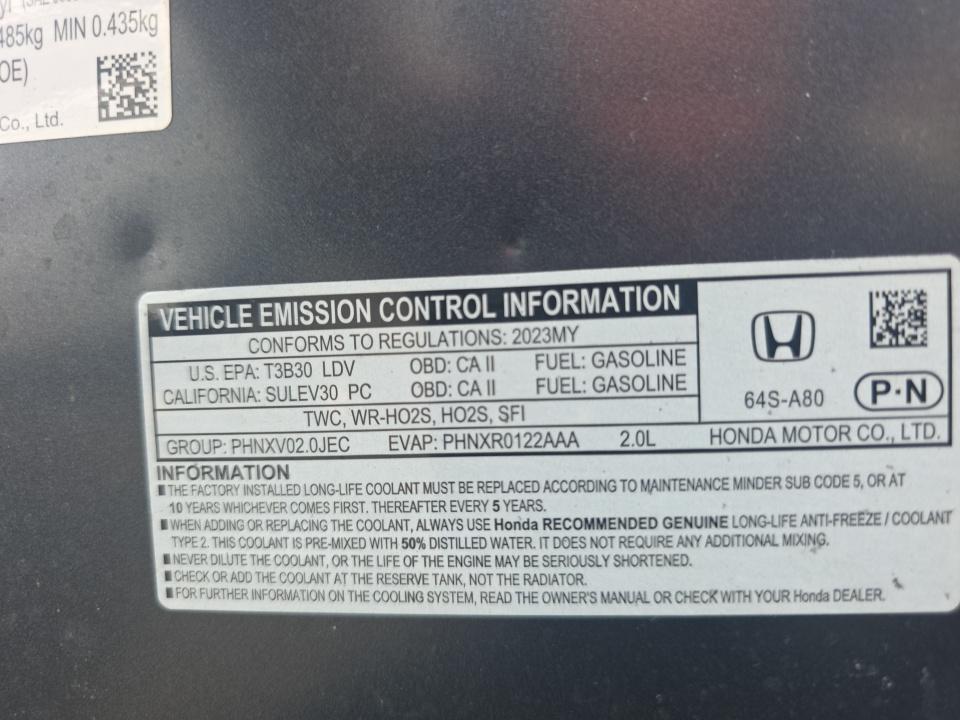 485kg MIN 0.435kg
OE)
Co., Ltd.
VEHICLE EMISSION CONTROL INFORMATION
CONFORMS TO REGULATIONS: 2023MY
U.S. EPA: T3B30 LDV OBD: CA II FUEL: GASOLINE
CALIFORNIA: SULEV30 PC OBD: CA II FUEL: GASOLINE
TWC, WR-HO2S, HO2S, SFI
64S-A80 P·N
GROUP: PHNXV02.0JEC EVAP: PHNXR0122AAA 2.0L HONDA MOTOR CO., LTD.
INFORMATION
■ THE FACTORY INSTALLED LONG-LIFE COOLANT MUST BE REPLACED ACCORDING TO MAINTENANCE MINDER SUB CODE 5, OR AT
10 YEARS WHICHEVER COMES FIRST. THEREAFTER EVERY 5 YEARS.
■ WHEN ADDING OR REPLACING THE COOLANT, ALWAYS USE Honda RECOMMENDED GENUINE LONG-LIFE ANTI-FREEZE / COOLANT
TYPE 2. THIS COOLANT IS PRE-MIXED WITH 50% DISTILLED WATER. IT DOES NOT REQUIRE ANY ADDITIONAL MIXING.
■ NEVER DILUTE THE COOLANT, OR THE LIFE OF THE ENGINE MAY BE SERIOUSLY SHORTENED.
■ CHECK OR ADD THE COOLANT AT THE RESERVE TANK, NOT THE RADIATOR.
■ FOR FURTHER INFORMATION ON THE COOLING SYSTEM, READ THE OWNER'S MANUAL OR CHECK WITH YOUR Honda DEALER.